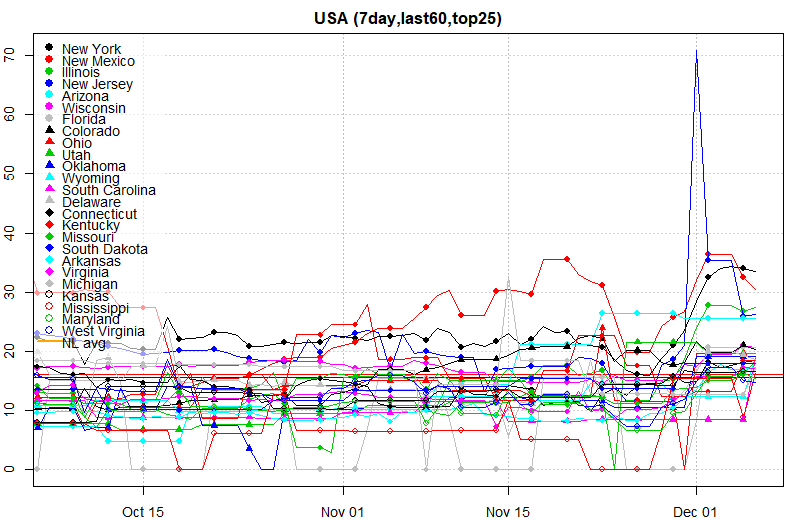 USA (7day,last60,top25)
70
60
50
40
30
20
10
0
New York
New Mexico
Illinois
New Jersey
Arizona
Wisconsin
Florida
Colorado
Ohio
Utah
Oklahoma
Wyoming
South Carolina
Delaware
Connecticut
Kentucky
Missouri
South Dakota
Arkansas
Virginia
Michigan
Kansas
Mississippi
Maryland
West Virginia
NL avg
Oct 15
Nov 01
Nov 15
Dec 01